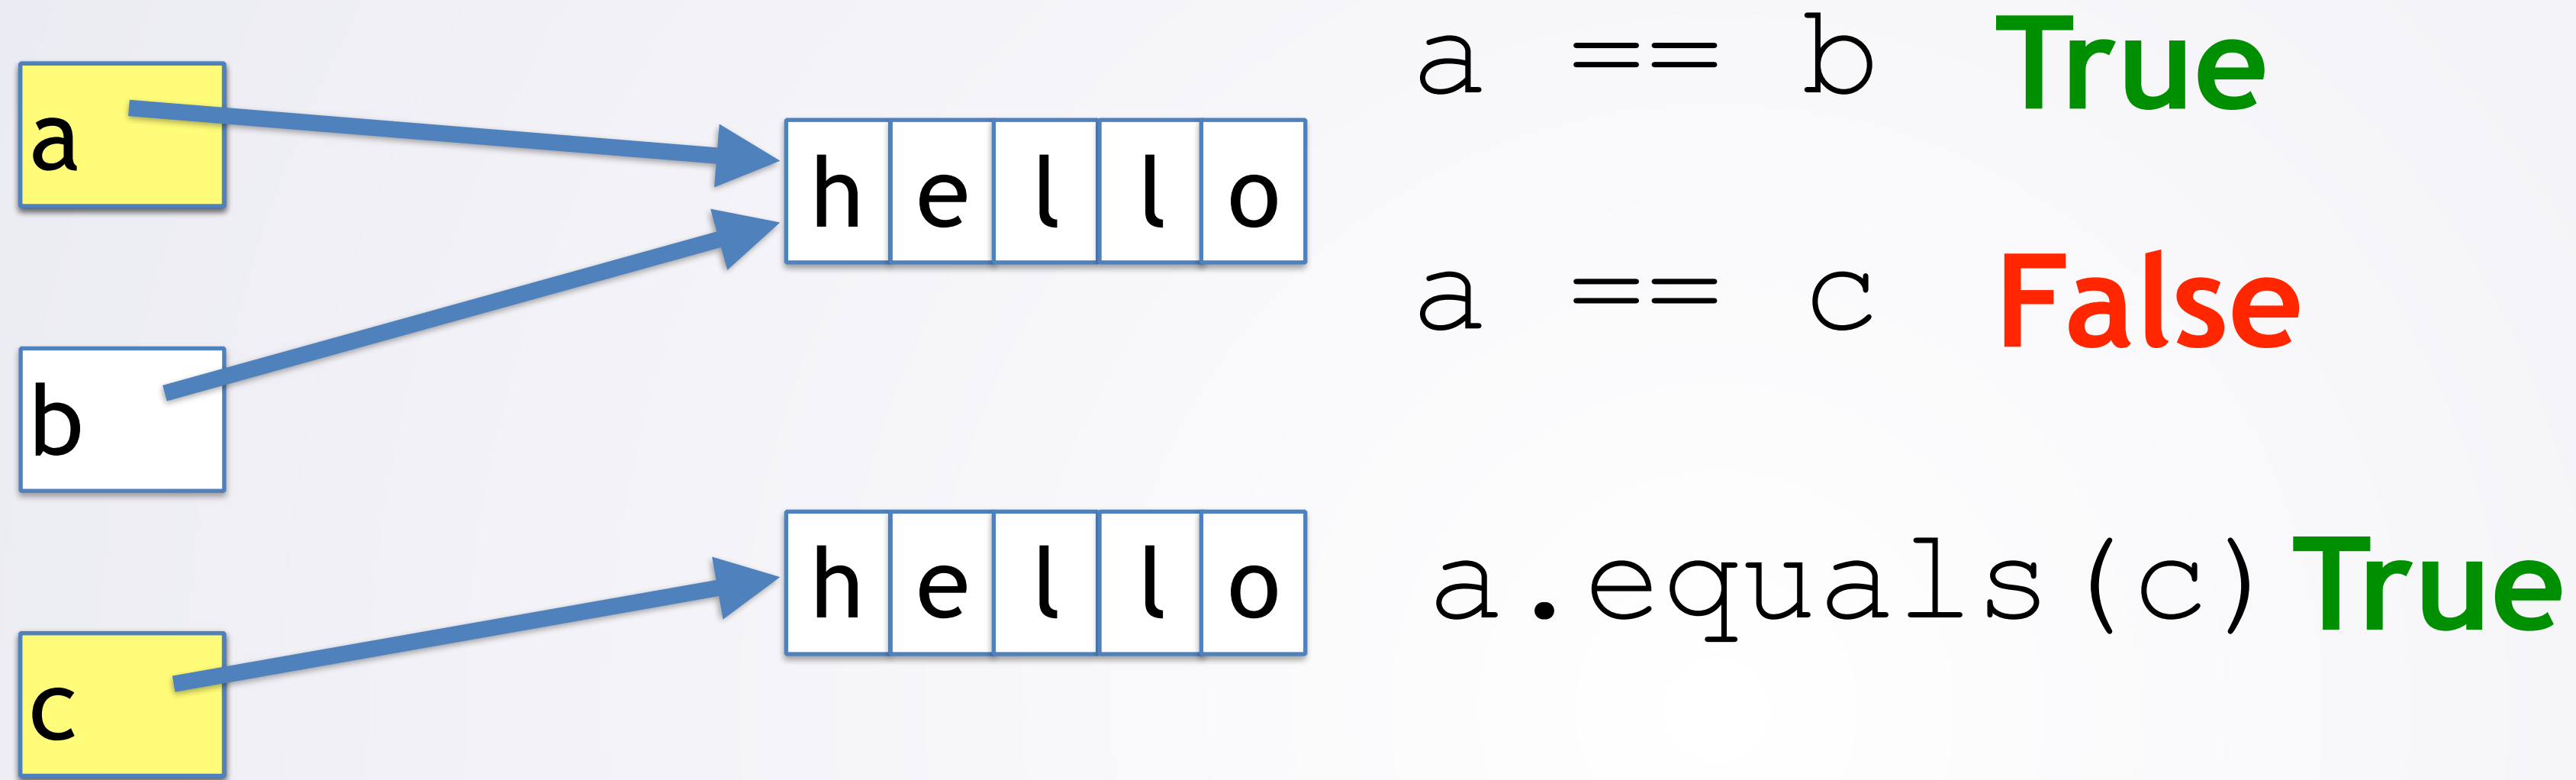 a
h e l l o
b
c
h e l l o
a == b True
a == c False
a.equals(c) True